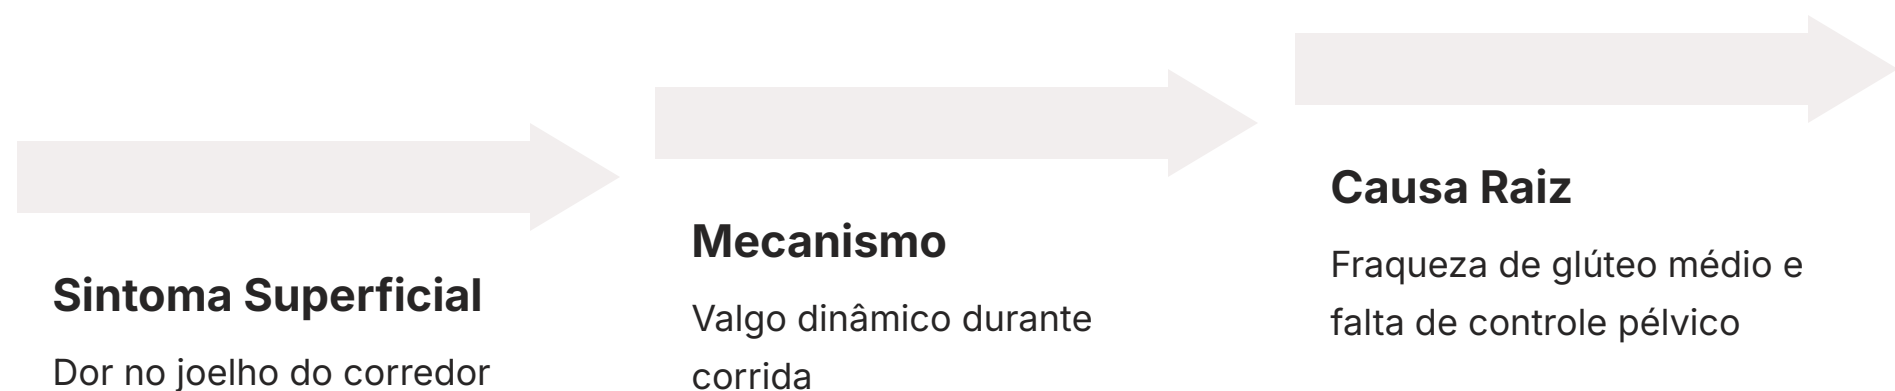 Sintoma Superficial
Dor no joelho do corredor
Mecanismo
Valgo dinâmico durante
corrida
Causa Raiz
Fraqueza de glúteo médio e
falta de controle pélvico